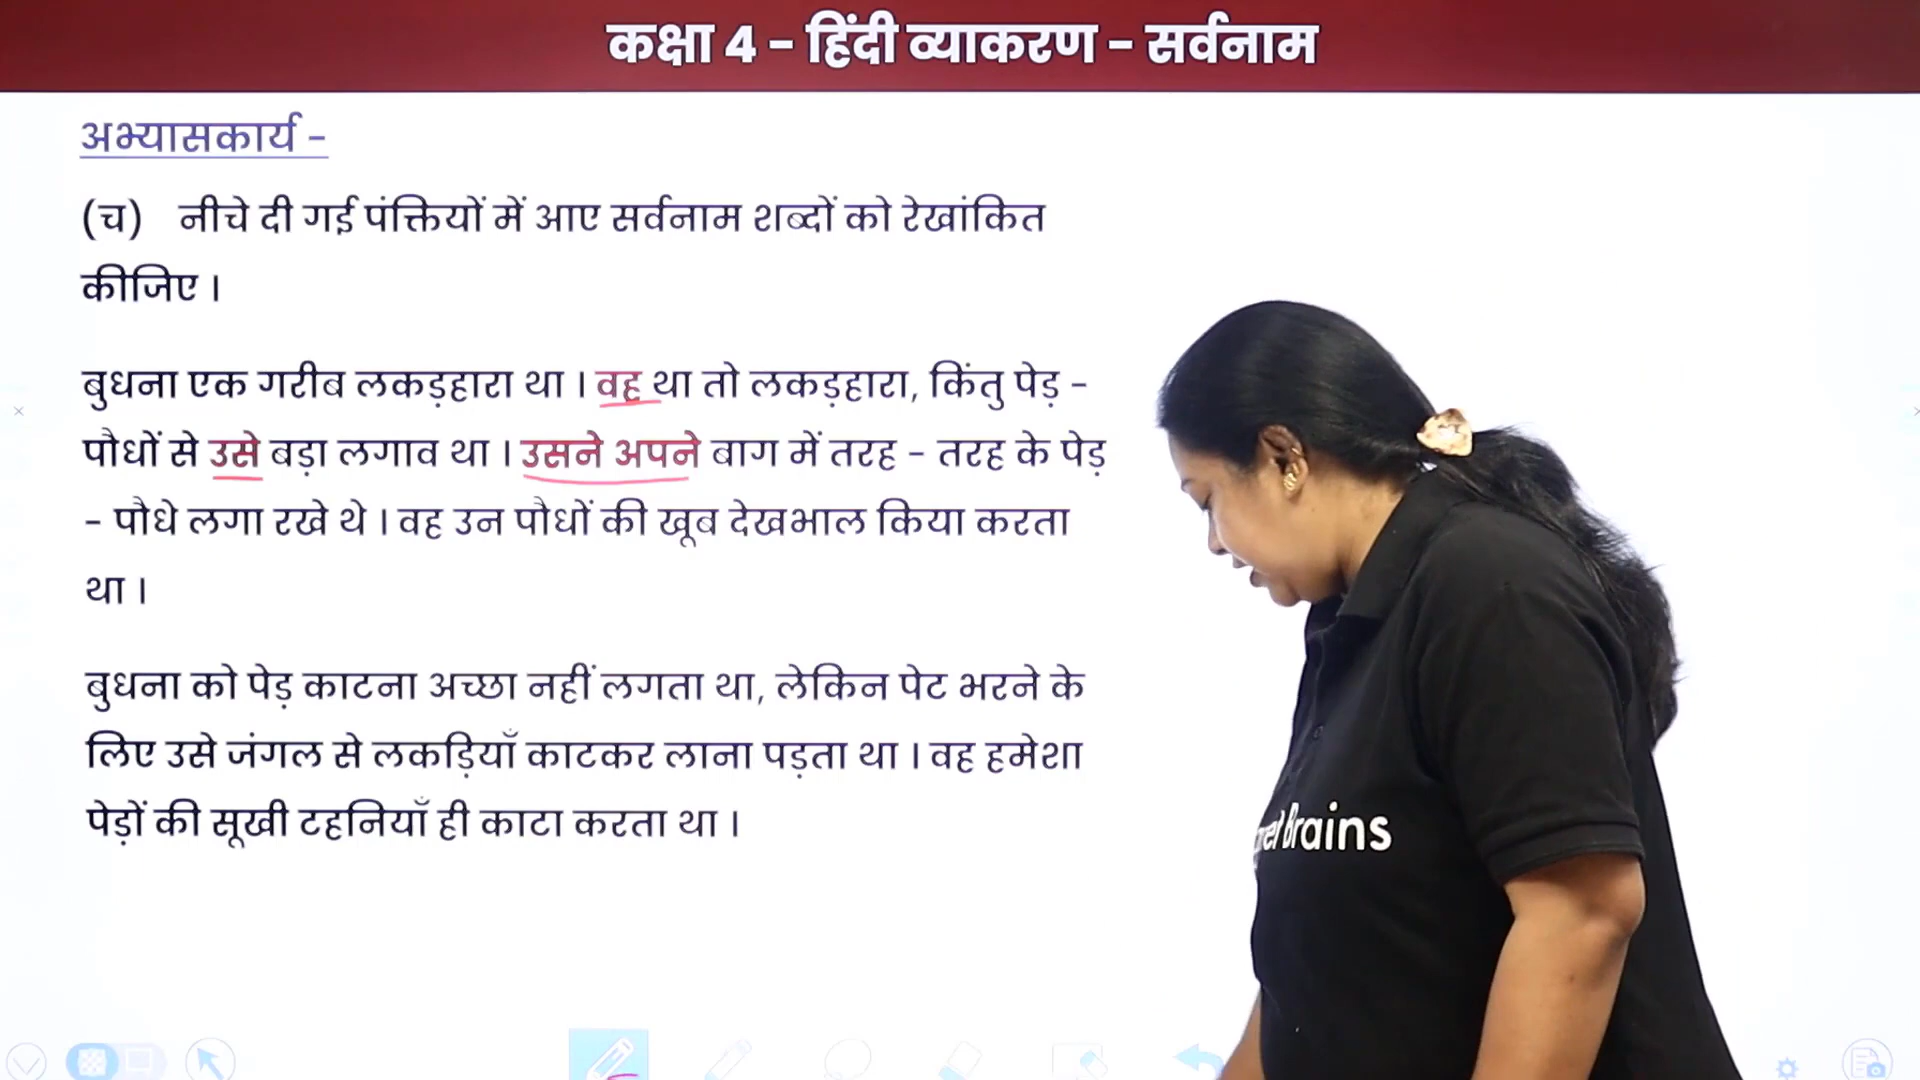 कक्षा 4 - हिंदी व्याकरण - सर्वनाम
अभ्यासकार्य -
(च) नीचे दी गई पंक्तियों में आए सर्वनाम शब्दों को रेखांकित
कीजिए ।
बुधना एक गरीब लकड़हारा था । वह था तो लकड़हारा, किंतु पेड़ -
पौधों से उसे बड़ा लगाव था । उसने अपने बाग में तरह - तरह के पेड़
- पौधे लगा रखे थे । वह उन पौधों की खूब देखभाल किया करता
था ।
बुधना को पेड़ काटना अच्छा नहीं लगता था, लेकिन पेट भरने के
लिए उसे जंगल से लकड़ियाँ काटकर लाना पड़ता था । वह हमेशा
पेड़ों की सूखी टहनियाँ ही काटा करता था ।
Brains